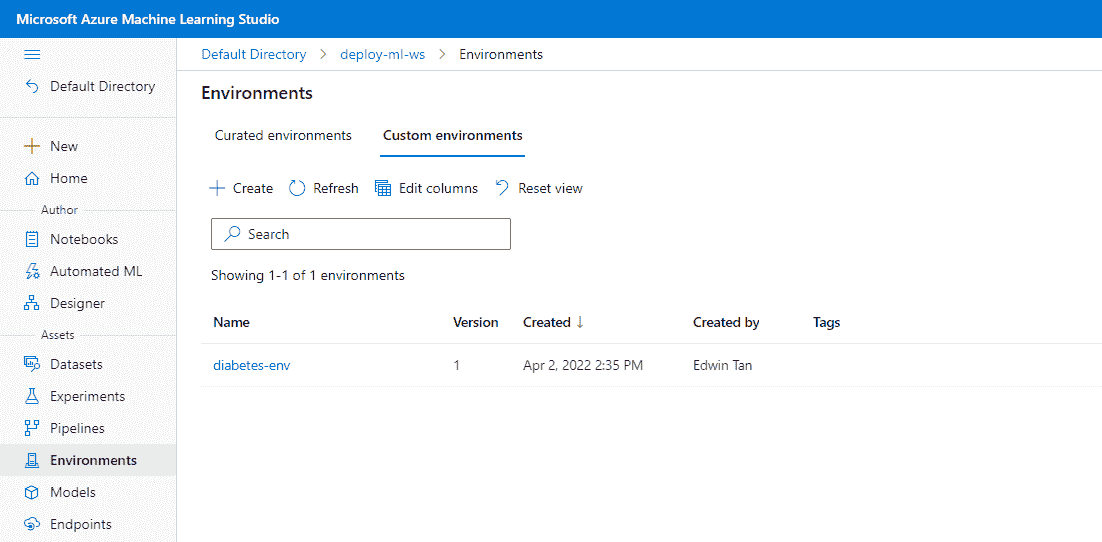 Microsoft Azure Machine Learning Studio
Default Directory
New
Home
Author
Notebooks
Automated ML
Designer
Assets
Datasets
Experiments
Pipelines
Environments
Models
Endpoints
Default Directory > deploy-ml-ws > Environments
Environments
Curated environments Custom environments
Create Refresh Edit columns Reset view
Search
Showing 1-1 of 1 environments
Name Version Created ↓ Created by Tags
diabetes-env 1 Apr 2, 2022 2:35 PM Edwin Tan